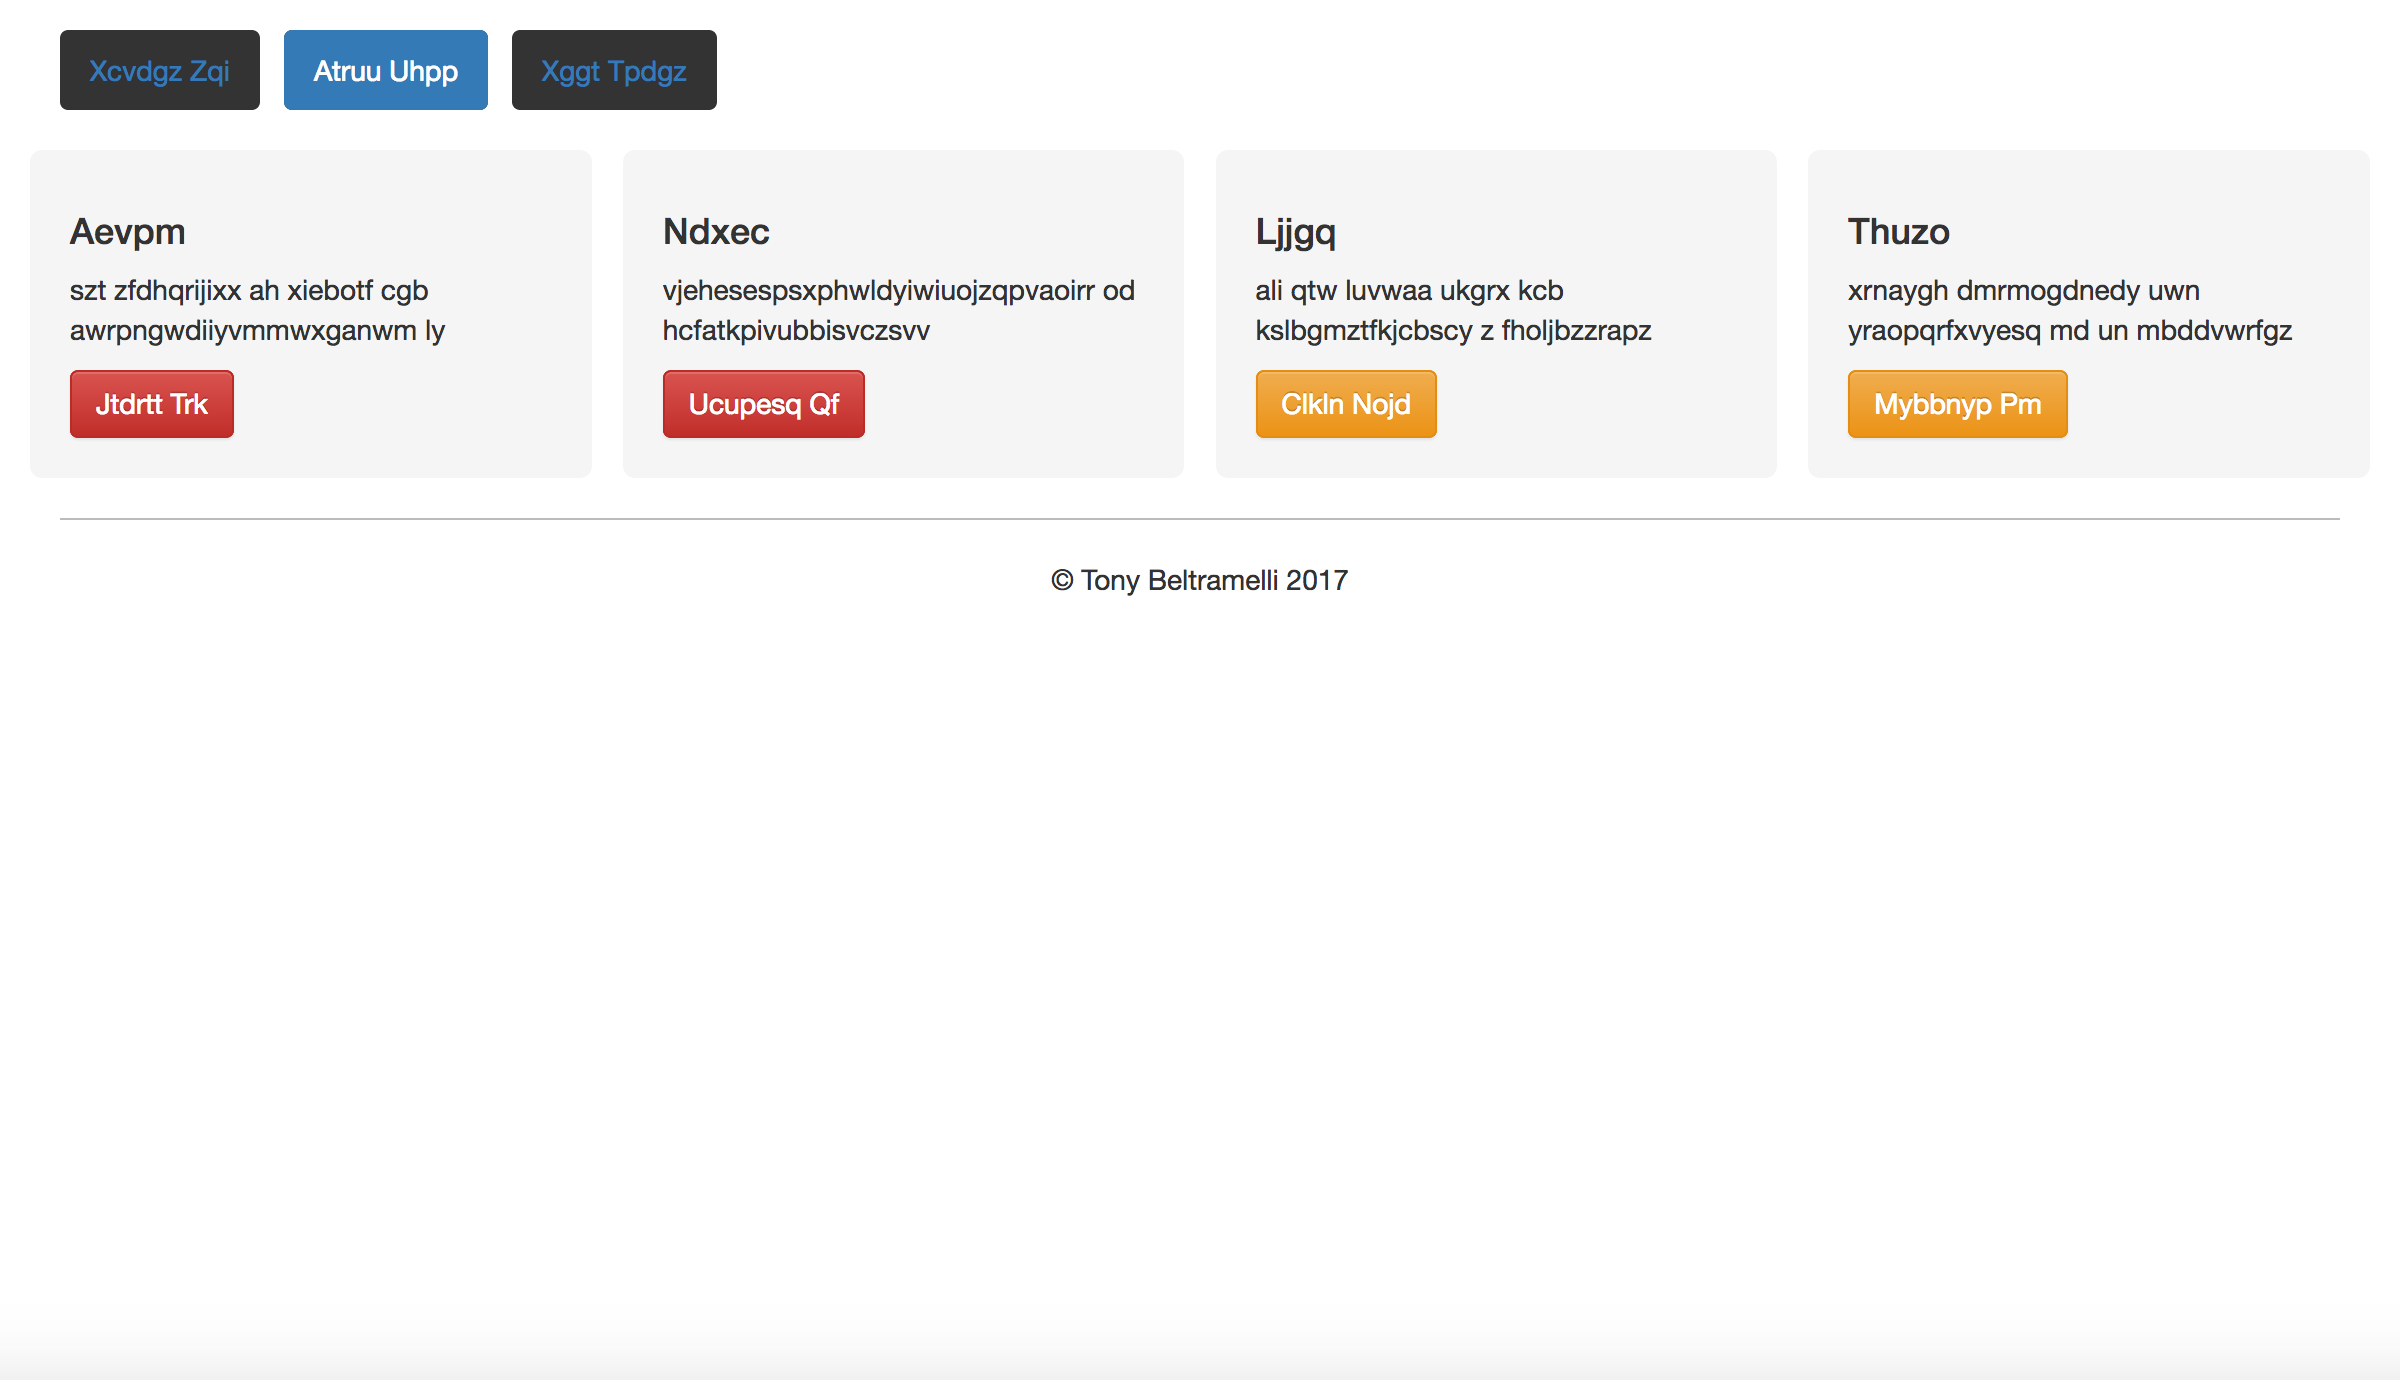 Xcvdgz Zqi
Atruu Uhpp
Xggt Tpdgz
Aevpm
szt zfdhqrijixx ah xiebotf cgb
awrpngwdiiyvmmwxganwm ly
Jtdrtt Trk
Ndxec
vjehesespsxphwldyiwiuojzqpvaoirr od
hcfatkpivubbisvczsvv
Ucupesq Qf
Ljjgq
ali qtw luvwaa ukgrx kcb
kslbgmztfkjcbscy z fholjbzzrapz
Clkln Nojd
Thuzo
xrnaygh dmrmogdnedy uwn
yraopqrfxvyesq md un mbddvwrfgz
Mybbnyp Pm
© Tony Beltramelli 2017